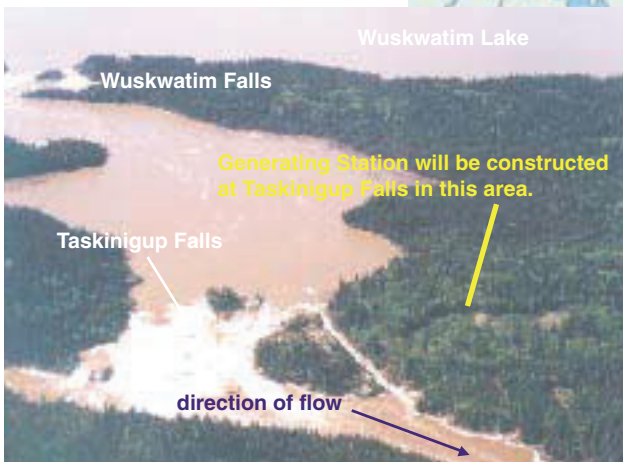 Wuskwatim Lake
Wuskwatim Falls
Generating Station will be constructed
at Taskinigup Falls in this area.
Taskinigup Falls
direction of flow